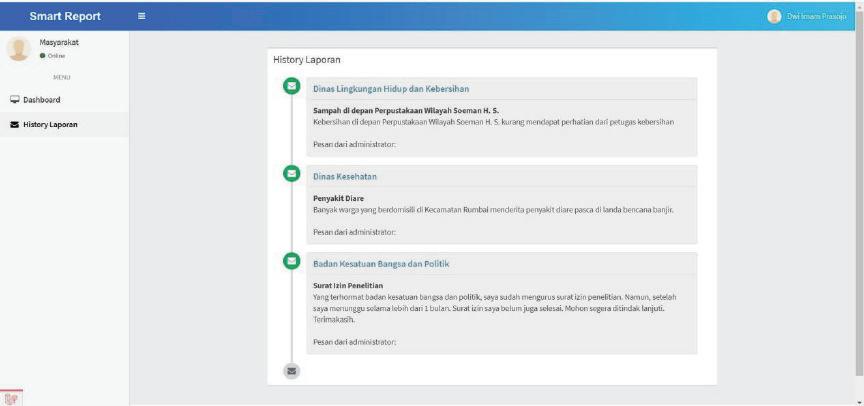 Smart Report
Dwi Imam Prasojo
Masyarakat
Online
MENU
Dashboard
History Laporan
History Laporan
Dinas Lingkungan Hidup dan Kebersihan
Sampah di depan Perpustakaan Wilayah Soeman H. S.
Kebersihan di depan Perpustakaan Wilayah Soeman H. S. kurang mendapat perhatian dari petugas kebersihan
Pesan dari administrator:
Dinas Kesehatan
Penyakit Diare
Banyak warga yang berdomisili di Kecamatan Rumbai menderita penyakit diare pasca di landa bencana banjir.
Pesan dari administrator:
Badan Kesatuan Bangsa dan Politik
Surat Izin Penelitian
Yang terhormat badan kesatuan bangsa dan politik, saya sudah mengurus surat izin penelitian. Namun, setelah
saya menunggu selama lebih dari 1 bulan. Surat izin saya belum juga selesai. Mohon segera ditindak lanjuti.
Terimakasih.
Pesan dari administrator: